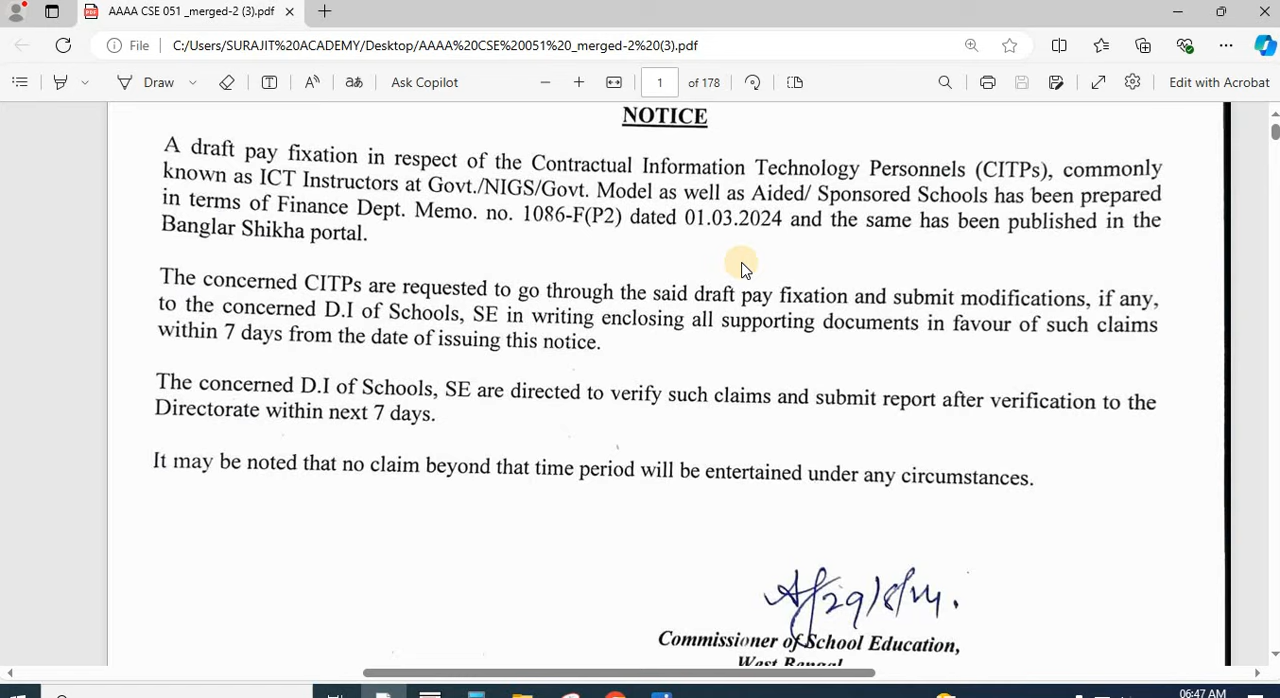 AAAA CSE 051 _merged-2 (3).pdf
File C:/Users/SURAJIT%20ACADEMY/Desktop/AAAA%20CSE%20051%20_merged-2%20(3).pdf
Draw Ask Copilot 1 of 178 Edit with Acrobat
NOTICE
A draft pay fixation in respect of the Contractual Information Technology Personnels (CITPs), commonly
known as ICT Instructors at Govt./NIGS/Govt. Model as well as Aided/ Sponsored Schools has been prepared
in terms of Finance Dept. Memo. no. 1086-F(P2) dated 01.03.2024 and the same has been published in the
Banglar Shikha portal.
The concerned CITPs are requested to go through the said draft pay fixation and submit modifications, if any,
to the concerned D.I of Schools, SE in writing enclosing all supporting documents in favour of such claims
within 7 days from the date of issuing this notice.
The concerned D.I of Schools, SE are directed to verify such claims and submit report after verification to the
Directorate within next 7 days.
It may be noted that no claim beyond that time period will be entertained under any circumstances.
29/8/24.
Commissioner of School Education,
West Bengal
06:47 AM